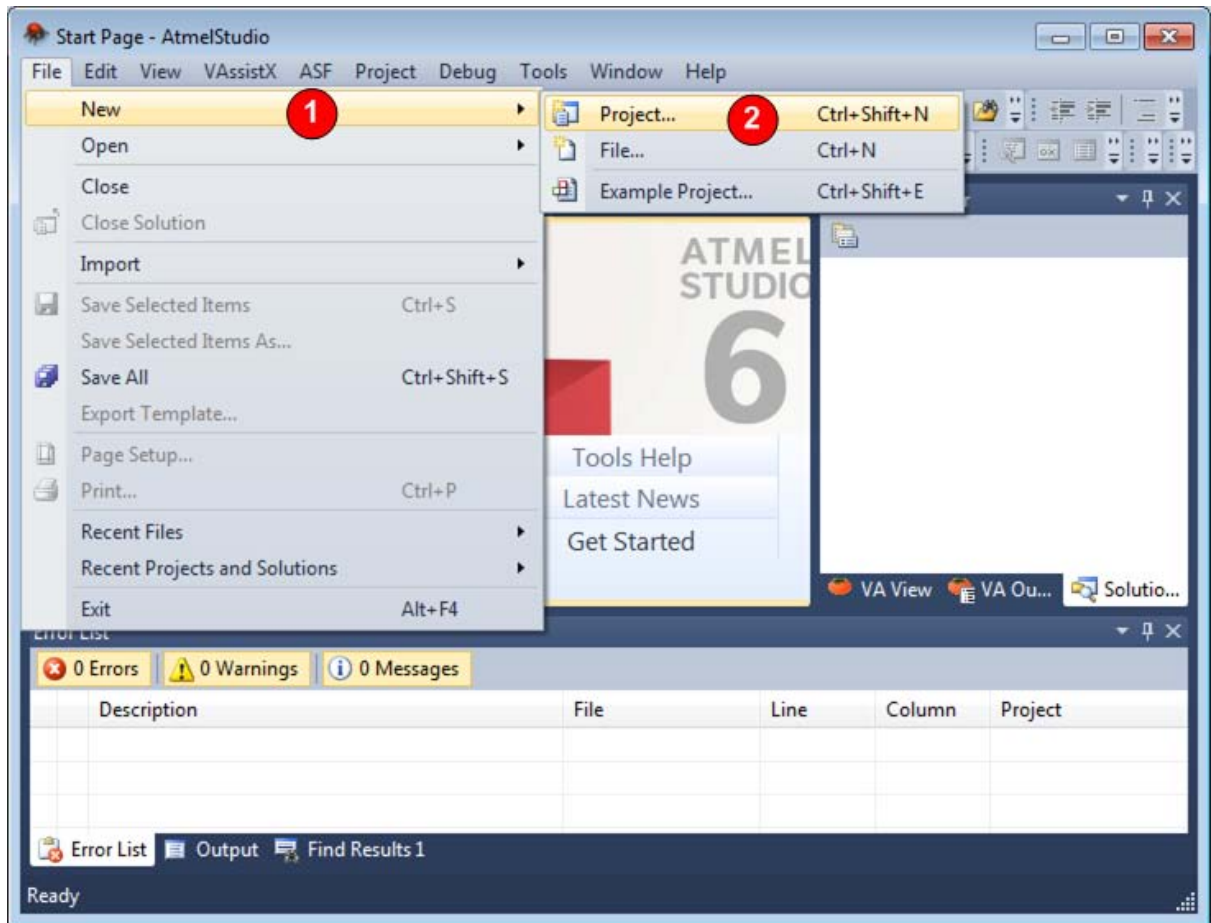 Start Page - AtmelStudio
File Edit View VAssistX ASF Project Debug Tools Window Help
New 1
Project... 2 Ctrl+Shift+N
Open
File... Ctrl+N
Close
Example Project... Ctrl+Shift+E
Close Solution
Import
Save Selected Items Ctrl+S
Save Selected Items As...
Save All Ctrl+Shift+S
Export Template...
Page Setup...
Print... Ctrl+P
Recent Files
Recent Projects and Solutions
Exit Alt+F4
ATMEL
STUDIO
6
Tools Help
Latest News
Get Started
VA View VA Ou... Solutio...
Error List
0 Errors 0 Warnings 0 Messages
Description File Line Column Project
Error List Output Find Results 1
Ready